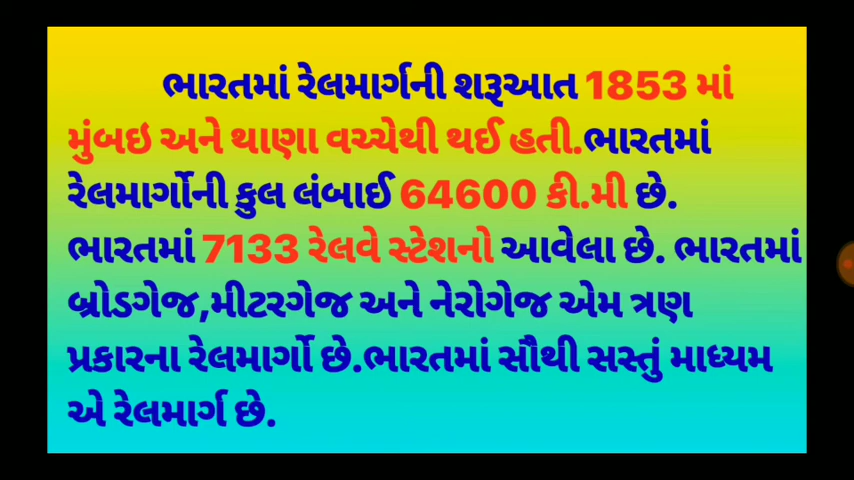 ભારતમાં રેલમાર્ગની શરૂઆત 1853 માં
મુંબઇ અને થાણા વચ્ચેથી થઈ હતી.ભારતમાં
રેલમાર્ગોની કુલ લંબાઈ 64600 કી.મી છે.
ભારતમાં 7133 રેલવે સ્ટેશનો આવેલા છે. ભારતમાં
બ્રોડગેજ,મીટરગેજ અને નેરોગેજ એમ ત્રણ
પ્રકારના રેલમાર્ગો છે.ભારતમાં સૌથી સસ્તું માધ્યમ
એ રેલમાર્ગ છે.